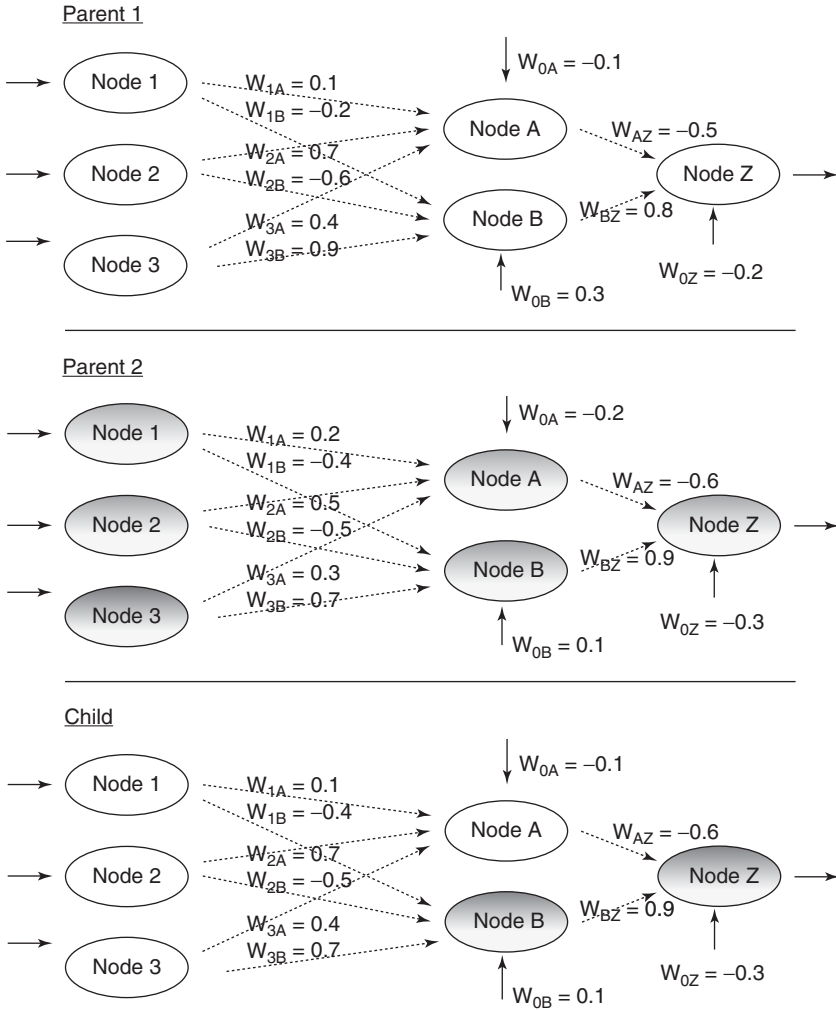 Parent 1
Node 1
Node 2
Node 3
W1A = 0.1
W1B = –0.2
W2A = 0.7
W2B = –0.6
W3A = 0.4
W3B = 0.9
W0A = –0.1
Node A
Node B
W0B = 0.3
WAZ = –0.5
WBZ = 0.8
Node Z
W0Z = –0.2
Parent 2
Node 1
Node 2
Node 3
W1A = 0.2
W1B = –0.4
W2A = 0.5
W2B = –0.5
W3A = 0.3
W3B = 0.7
W0A = –0.2
Node A
Node B
W0B = 0.1
WAZ = –0.6
WBZ = 0.9
Node Z
W0Z = –0.3
Child
Node 1
Node 2
Node 3
W1A = 0.1
W1B = –0.4
W2A = 0.7
W2B = –0.5
W3A = 0.4
W3B = 0.7
W0A = –0.1
Node A
Node B
W0B = 0.1
WAZ = –0.6
WBZ = 0.9
Node Z
W0Z = –0.3